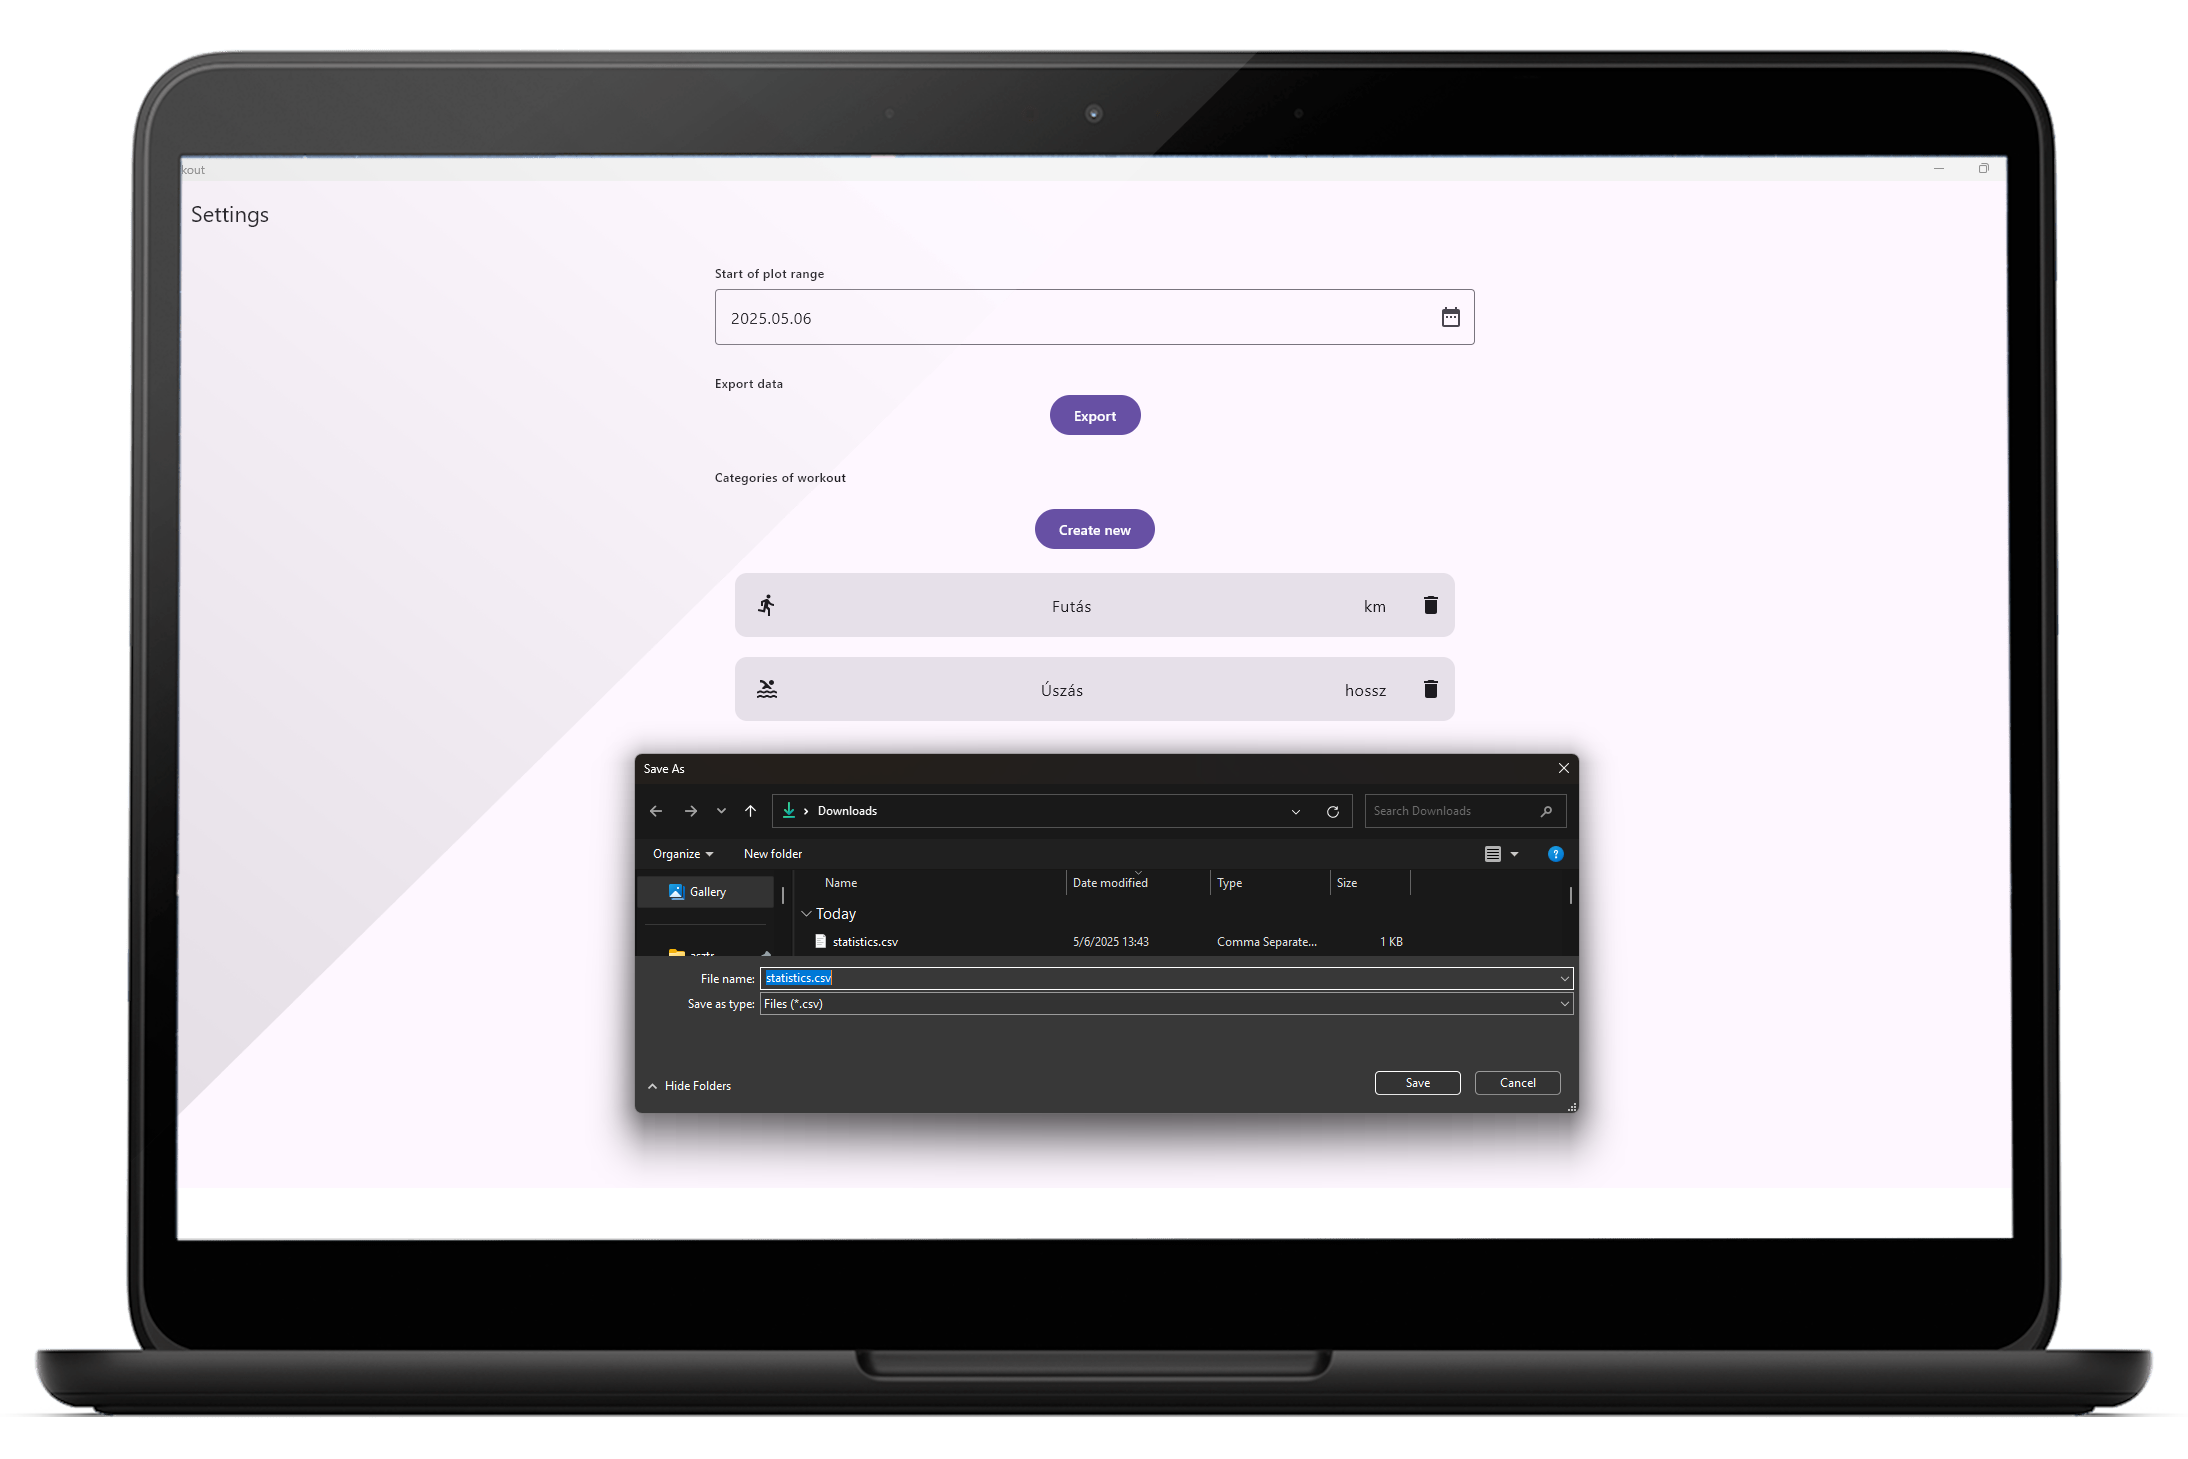 kout
Settings
Start of plot range
2025.05.06
Export data
Export
Categories of workout
Create new
Futás km
Úszás hossz
Save As
Downloads Search Downloads
Organize New folder
Gallery Name Date modified Type Size
Today
statistics.csv 5/6/2025 13:43 Comma Separate... 1 KB
File name: statistics.csv
Save as type: Files (*.csv)
Hide Folders Save Cancel